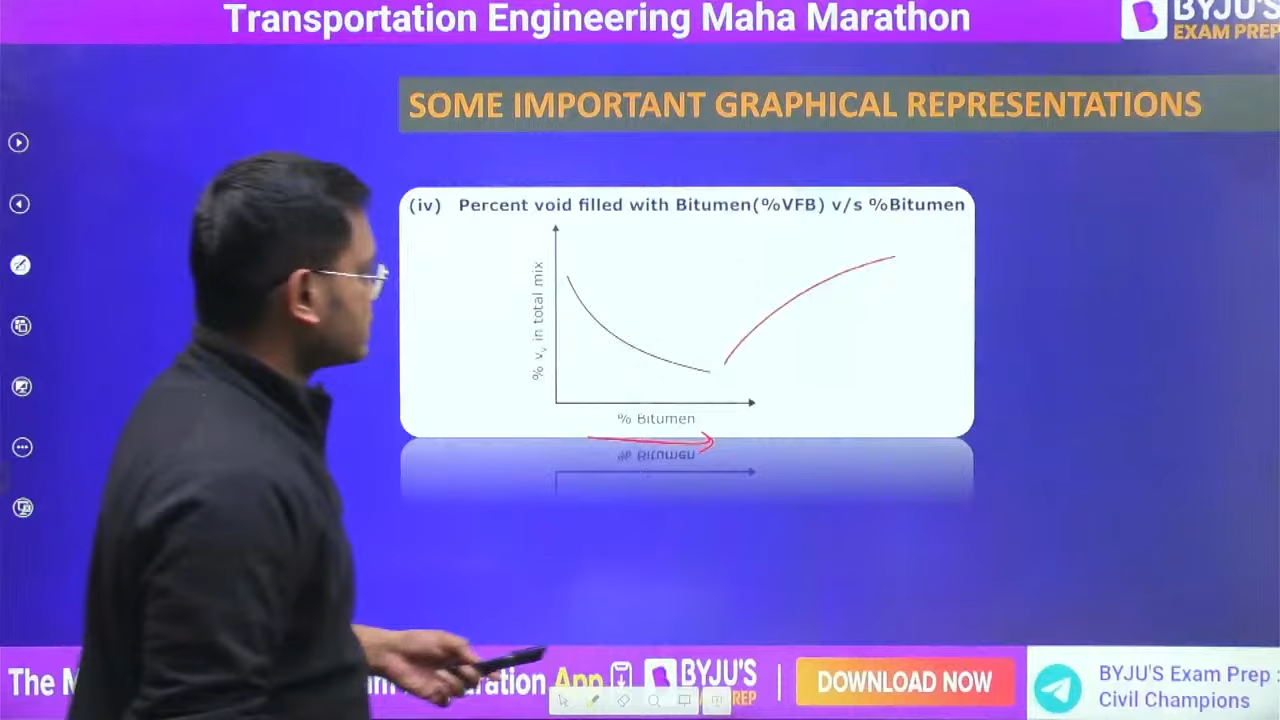 Transportation Engineering Maha Marathon
BYJU'S
EXAM PREP
SOME IMPORTANT GRAPHICAL REPRESENTATIONS
(iv) Percent void filled with Bitumen(%VFB) v/s %Bitumen
% vv in total mix
% Bitumen
% Bitumen
The
App
BYJU'S
DOWNLOAD NOW
BYJU'S Exam Prep :
Civil Champions